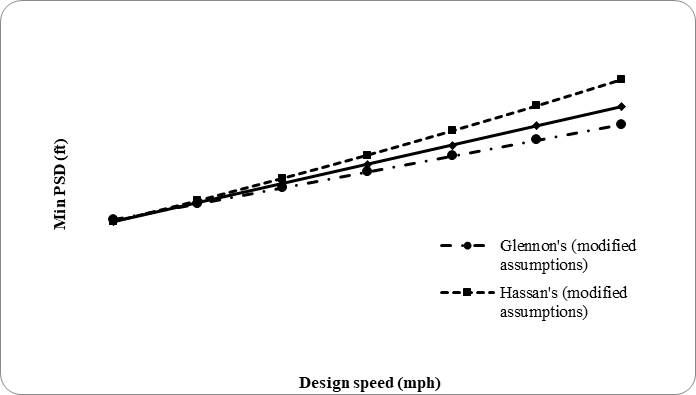 Min PSD (ft)
Glennon's (modified
assumptions)
Hassan's (modified
assumptions)
Design speed (mph)